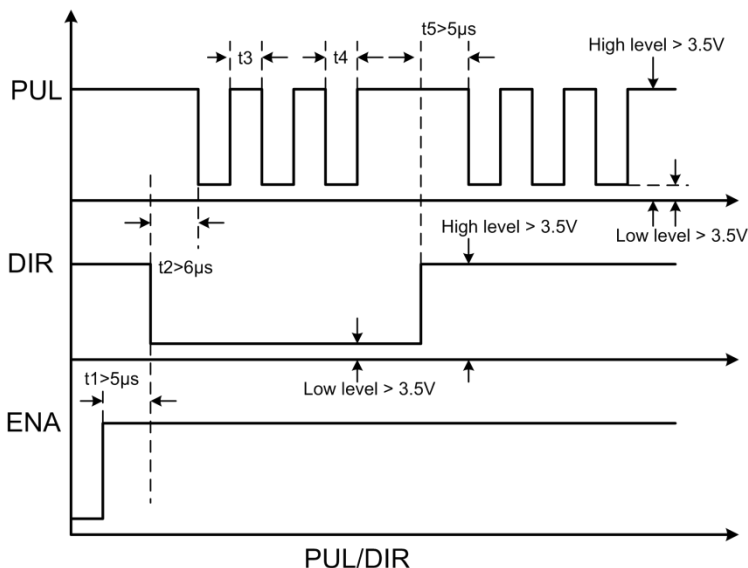 t5>5µs
t3
t4
High level > 3.5V
PUL
Low level > 3.5V
High level > 3.5V
DIR
t2>6µs
t1>5µs
Low level > 3.5V
ENA
PUL/DIR